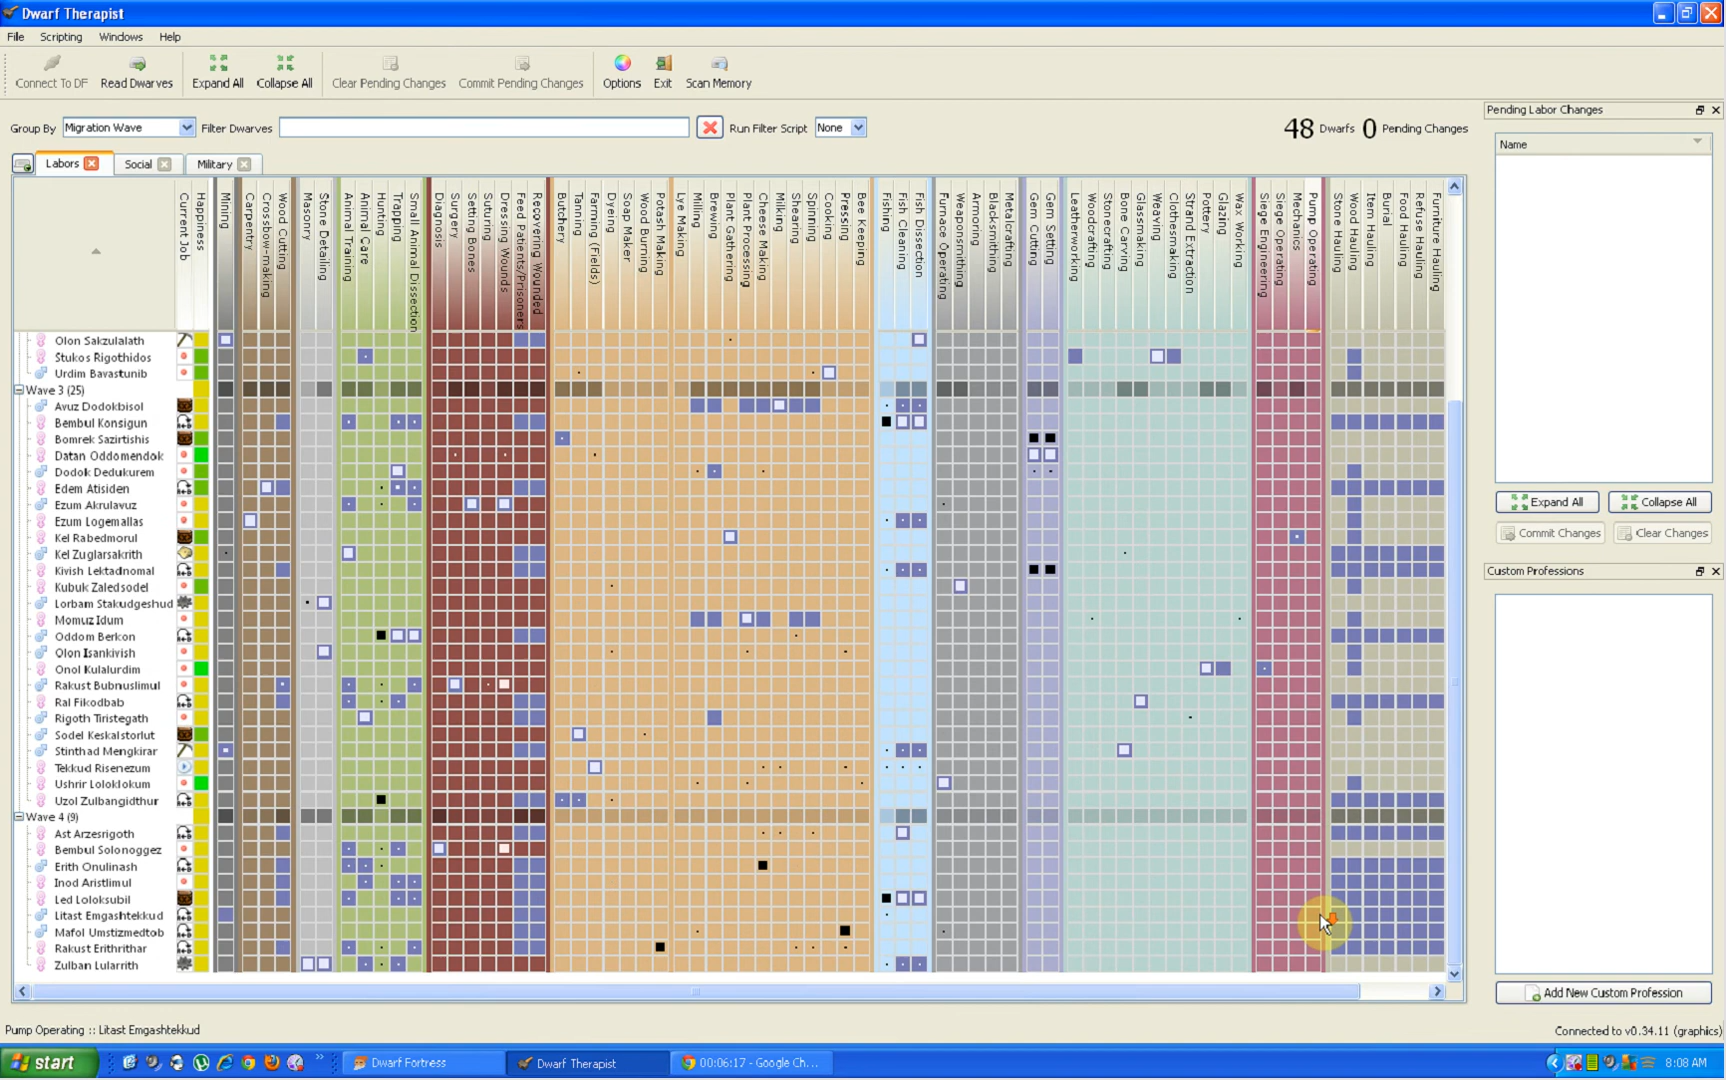 Dwarf Therapist
File Scripting Windows Help
Connect To DF Read Dwarves Expand All Collapse All Clear Pending Changes Commit Pending Changes Options Exit Scan Memory
Group By Migration Wave Filter Dwarves Run Filter Script None 48 Dwarfs 0 Pending Changes
Labors Social Military
Current Job
Happiness
Mining
Carpentry
Crossbow-making
Wood Cutting
Masonry
Stone Detailing
Animal Training
Animal Care
Hunting
Trapping
Small Animal Dissection
Diagnosis
Surgery
Setting Bones
Suturing
Dressing Wounds
Feed Patients/Prisoners
Recovering Wounded
Butchery
Tanning
Farming (Fields)
Dyeing
Soap Maker
Wood Burning
Potash Making
Lye Making
Milling
Brewing
Plant Gathering
Plant Processing
Cheese Making
Milking
Shearing
Spinning
Cooking
Pressing
Bee Keeping
Fishing
Fish Cleaning
Fish Dissection
Furnace Operating
Weaponsmithing
Armoring
Blacksmithing
Metalcrafting
Gem Cutting
Gem Setting
Leatherworking
Woodcrafting
Stonecrafting
Bone Carving
Glassmaking
Weaving
Clothesmaking
Strand Extraction
Pottery
Glazing
Wax Working
Siege Engineering
Siege Operating
Mechanics
Pump Operating
Stone Hauling
Wood Hauling
Item Hauling
Burial
Food Hauling
Refuse Hauling
Furniture Hauling
Olon Sakzulalath
Stukos Rigothidos
Urdim Bavastunib
Wave 3 (25)
Avuz Dodokbisol
Bembul Konsigun
Bomrek Sazirtishis
Datan Oddomendok
Dodok Dedukurem
Edem Atisiden
Ezum Akrulavuz
Ezum Logemallas
Kel Rabedmorul
Kel Zuglarsakrith
Kivish Lektadnomal
Kubuk Zaledsodel
Lorbam Stakudgeshud
Momuz Idum
Oddom Berkon
Olon Isankivish
Onol Kulalurdim
Rakust Bubnuslimul
Ral Fikodbab
Rigoth Tiristegath
Sodel Keskalstorlut
Stinthad Mengkirar
Tekkud Risenezum
Ushrir Loloklokum
Uzol Zulbangidthur
Wave 4 (9)
Ast Arzesrigoth
Bembul Solonoggez
Erith Onulinash
Inod Aristlimul
Led Loloksubil
Litast Emgashtekkud
Mafol Umstizmedtob
Rakust Erithrithar
Zulban Lularrith
Pending Labor Changes
Name
Expand All Collapse All
Commit Changes Clear Changes
Custom Professions
Add New Custom Profession
Pump Operating :: Litast Emgashtekkud
Connected to v0.34.11 (graphics)
start Dwarf Fortress Dwarf Therapist 00:06:17 - Google Ch... 8:08 AM